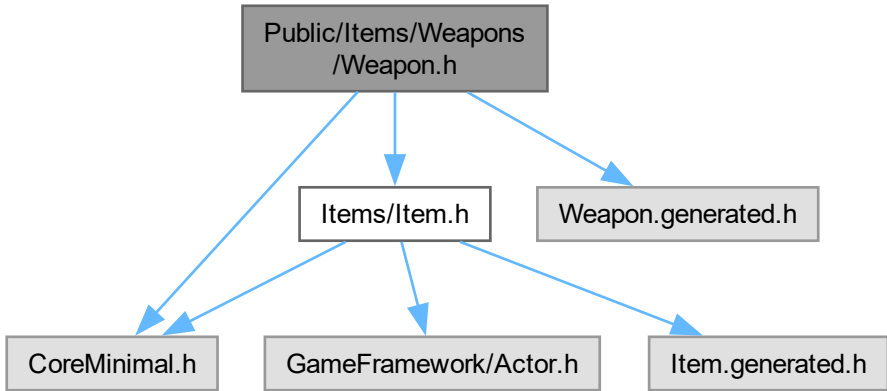 Public/Items/Weapons
/Weapon.h
Items/Item.h
Weapon.generated.h
CoreMinimal.h
GameFramework/Actor.h
Item.generated.h